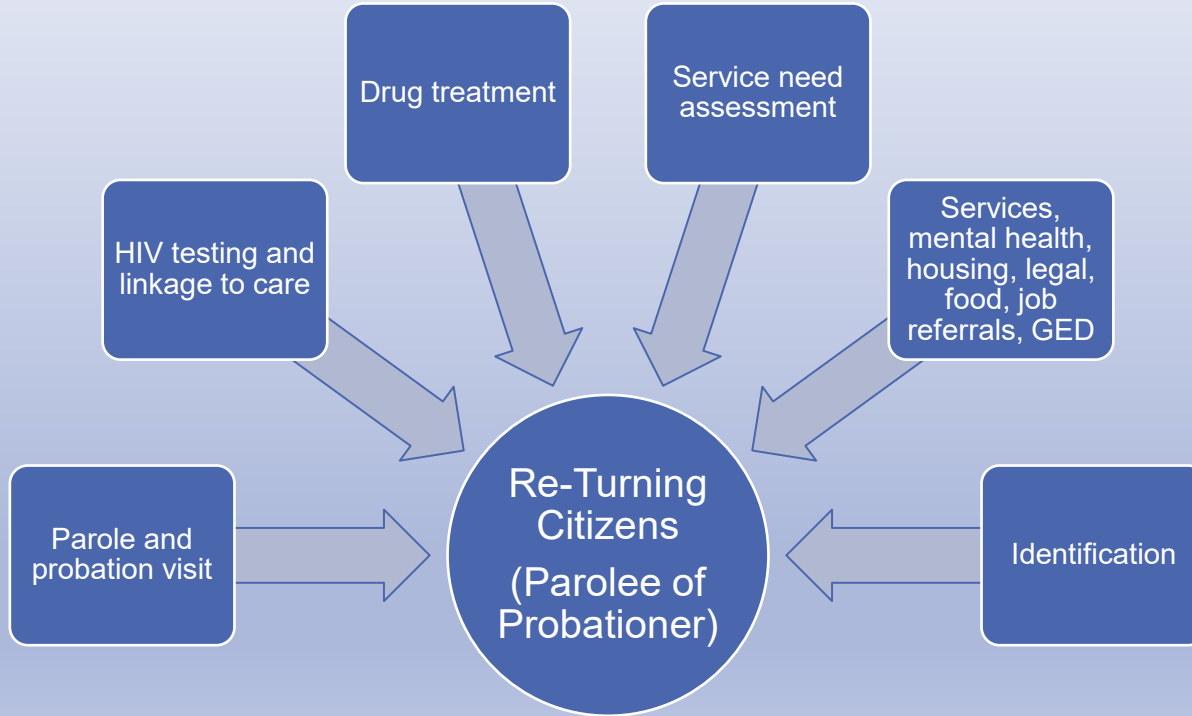 Drug treatment
Service need
assessment
HIV testing and
linkage to care
Services,
mental health,
housing, legal,
food, job
referrals, GED
Parole and
probation visit
Re-Turning
Citizens
(Parolee of
Probationer)
Identification